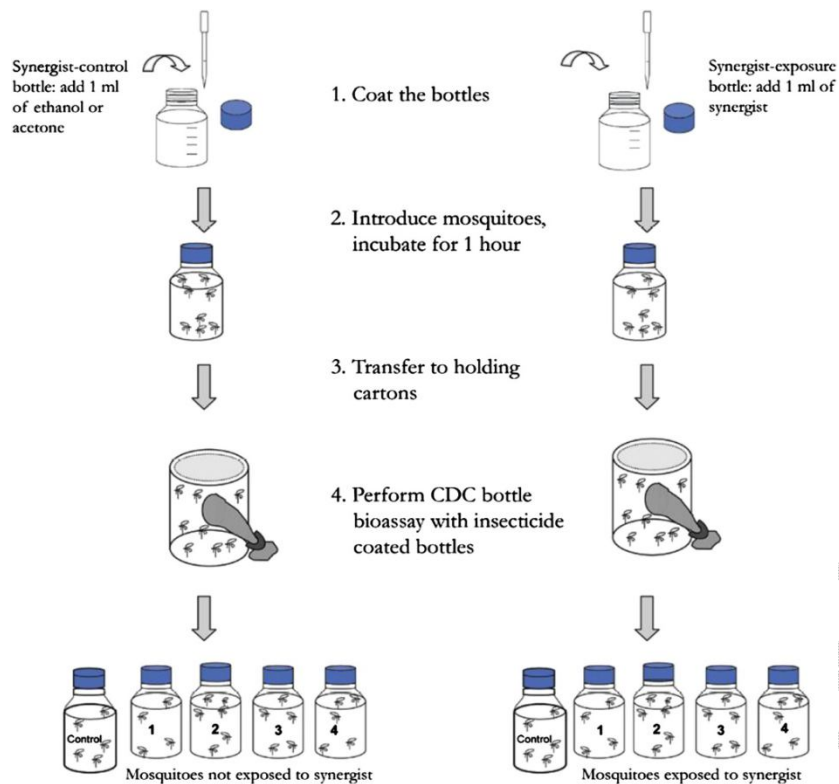 Synergist-control
bottle: add 1 ml
of ethanol or
acetone
1. Coat the bottles
Synergist-exposure
bottle: add 1 ml of
synergist
2. Introduce mosquitoes,
incubate for 1 hour
3. Transfer to holding
cartons
4. Perform CDC bottle
bioassay with insecticide
coated bottles
Control
1
2
3
4
Mosquitoes not exposed to synergist
Control
1
2
3
4
Mosquitoes exposed to synergist